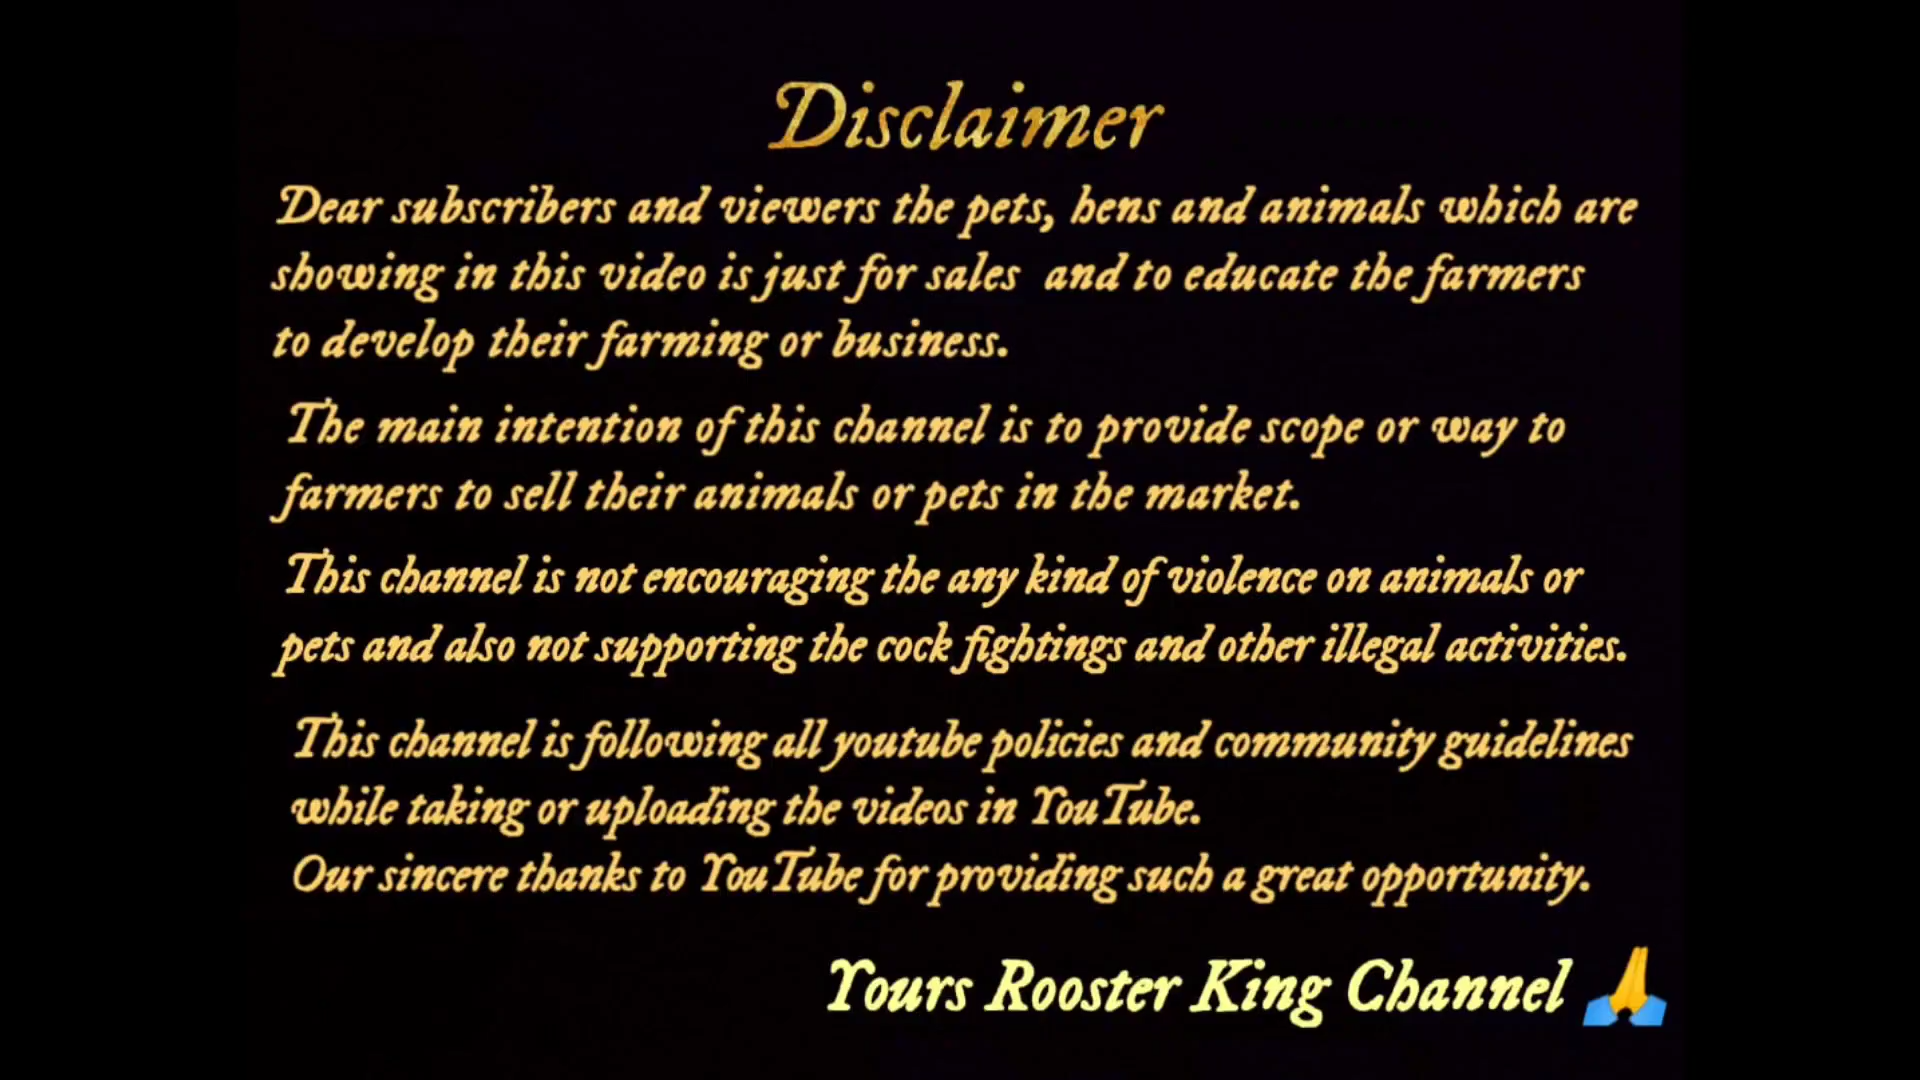 Disclaimer
Dear subscribers and viewers the pets, hens and animals which are
showing in this video is just for sales and to educate the farmers
to develop their farming or business.
The main intention of this channel is to provide scope or way to
farmers to sell their animals or pets in the market.
This channel is not encouraging the any kind of violence on animals or
pets and also not supporting the cock fightings and other illegal activities.
This channel is following all youtube policies and community guidelines
while taking or uploading the videos in YouTube.
Our sincere thanks to YouTube for providing such a great opportunity.
Yours Rooster King Channel 🙏